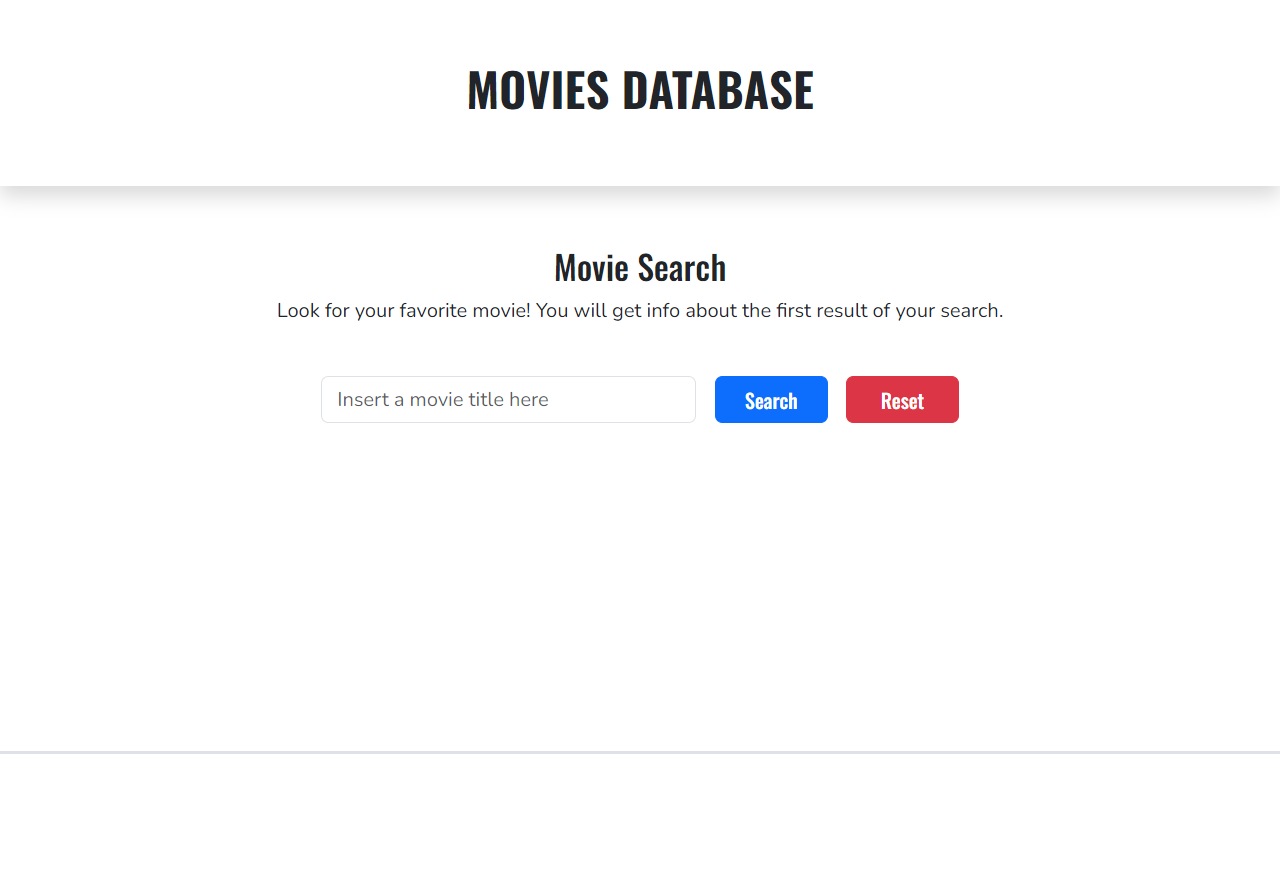 MOVIES DATABASE
Movie Search
Look for your favorite movie! You will get info about the first result of your search.
Insert a movie title here
Search
Reset